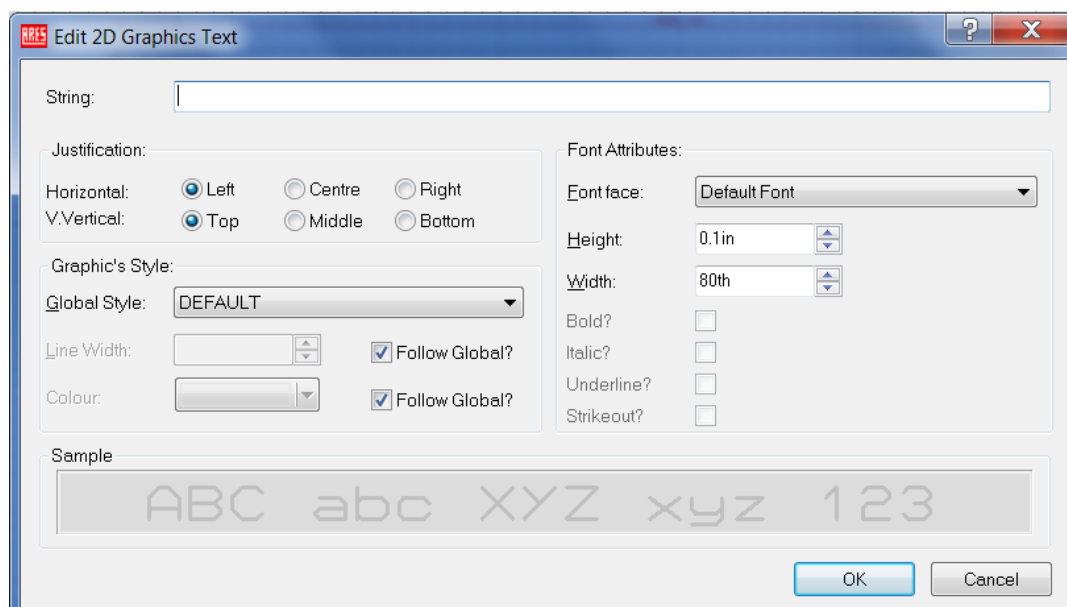 ARES Edit 2D Graphics Text ? X
String:
Justification:
Horizontal: Left Centre Right
V.Vertical: Top Middle Bottom
Graphic's Style:
Global Style: DEFAULT
Line Width: Follow Global?
Colour: Follow Global?
Font Attributes:
Font face: Default Font
Height: 0.1in
Width: 80th
Bold?
Italic?
Underline?
Strikeout?
Sample
ABC abc XYZ xyz 123
OK Cancel